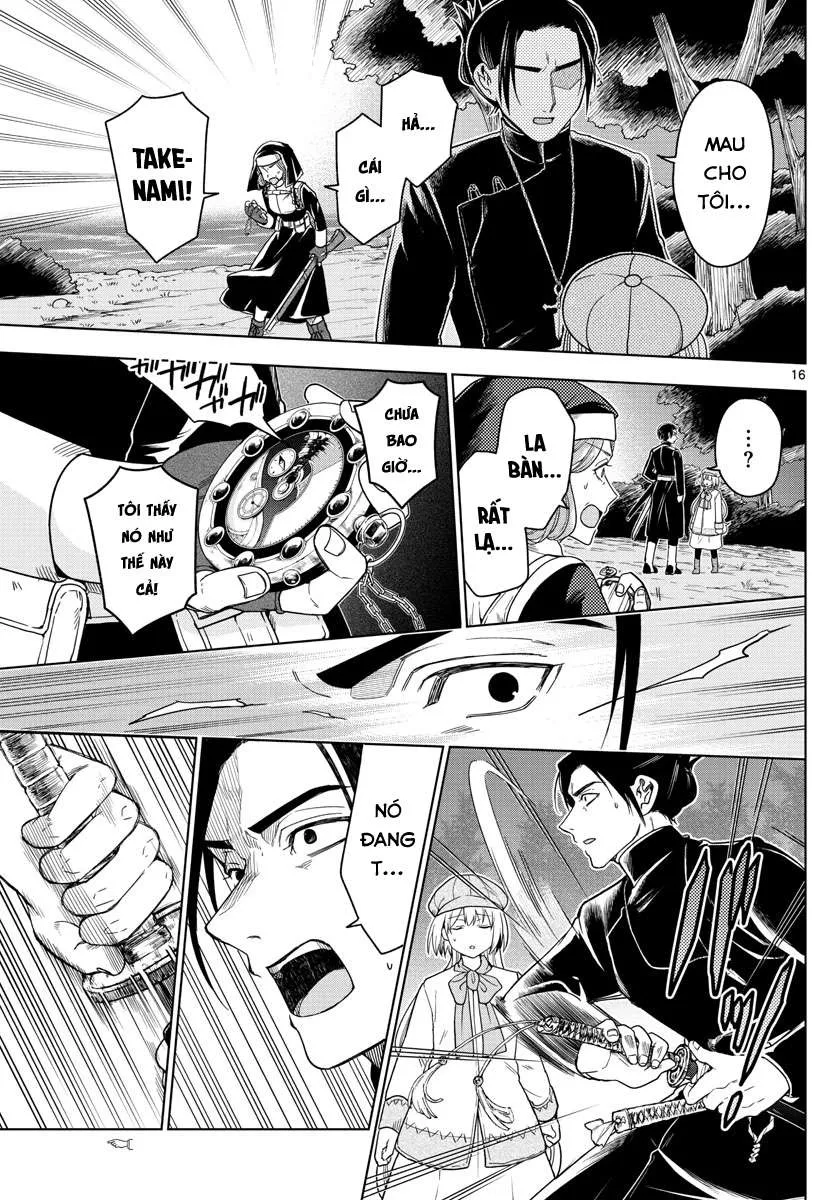 MAU
CHO
TÔI...
HẢ...
CÁI
GÌ...
TAKE-
NAMI!
16
...?
LA
BÀN...
RẤT
LẠ...
CHƯA
BAO
GIỜ...
TÔI THẤY
NÓ NHƯ
THẾ NÀY
CẢ!
NÓ
ĐANG
T...